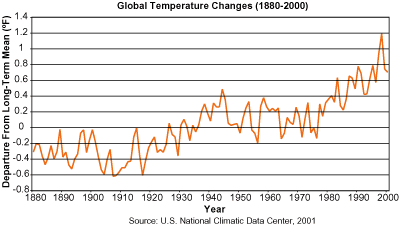 Global Temperature Changes (1880-2000)
Departure From Long-Term Mean (ºF)
1.4
1.2
1
0.8
0.6
0.4
0.2
0
-0.2
-0.4
-0.6
-0.8
1880 1890 1900 1910 1920 1930 1940 1950 1960 1970 1980 1990 2000
Year
Source: U.S. National Climatic Data Center, 2001